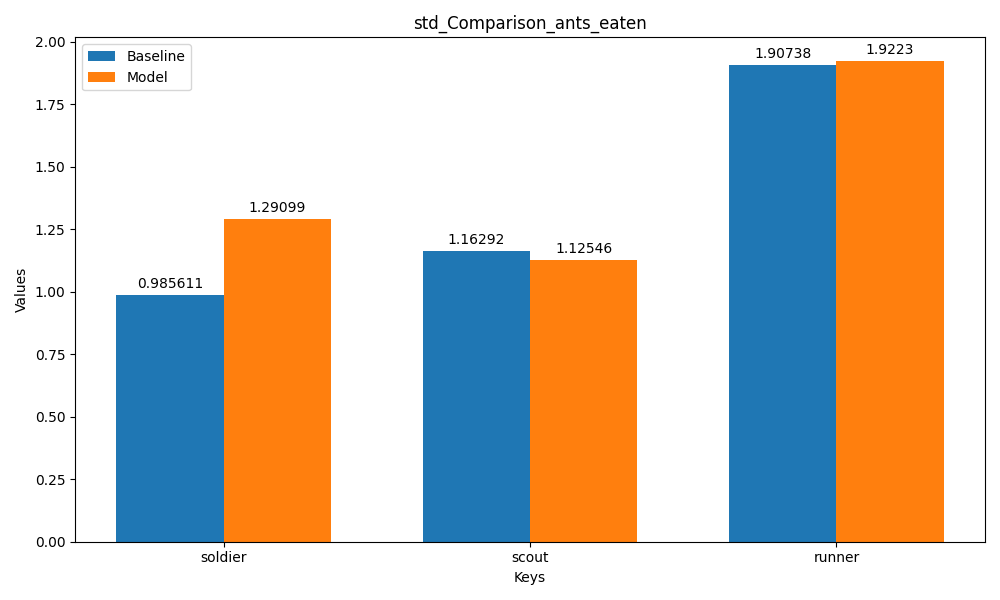 std_Comparison_ants_eaten
Baseline
Model
2.00
1.75
1.50
1.25
1.00
0.75
0.50
0.25
0.00
Values
0.985611
1.29099
1.16292
1.12546
1.90738
1.9223
soldier
scout
runner
Keys